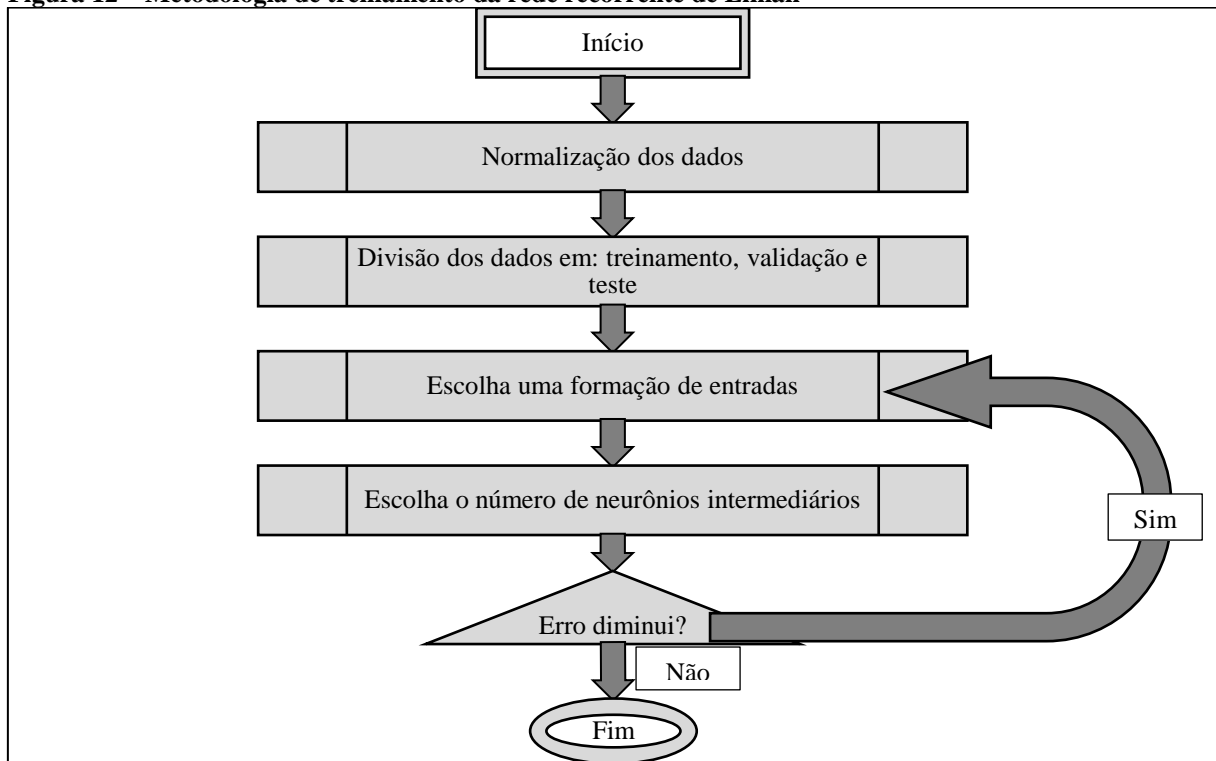 Figura 12 – Metodologia de treinamento da rede recorrente de Elman
Início
Normalização dos dados
Divisão dos dados em: treinamento, validação e
teste
Escolha uma formação de entradas
Escolha o número de neurônios intermediários
Sim
Erro diminui?
Não
Fim